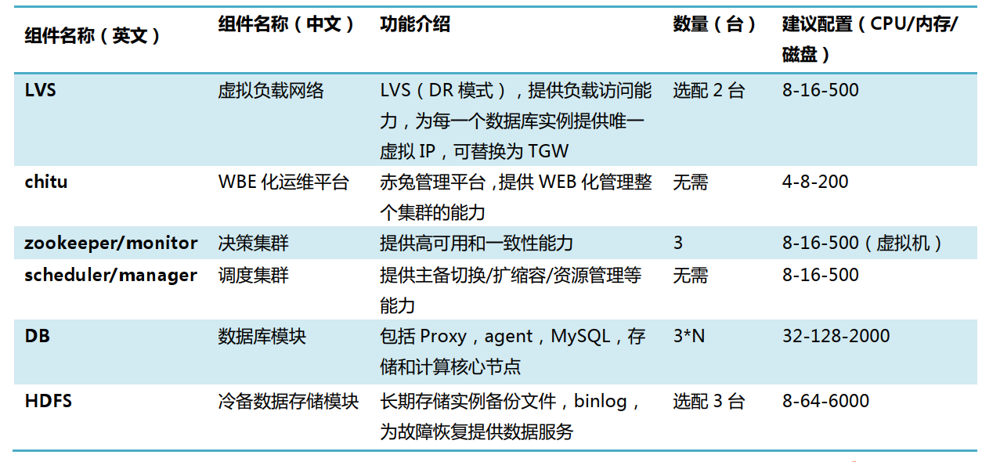 组件名称（英文） 组件名称（中文） 功能介绍 数量（台） 建议配置（CPU/内存/
磁盘）
LVS 虚拟负载网络 LVS（DR 模式），提供负载访问能 选配 2 台 8-16-500
力，为每一个数据库实例提供唯一
虚拟 IP，可替换为 TGW
chitu WBE 化运维平台 赤兔管理平台，提供 WEB 化管理整 无需 4-8-200
个集群的能力
zookeeper/monitor 决策集群 提供高可用和一致性能力 3 8-16-500（虚拟机）
scheduler/manager 调度集群 提供主备切换/扩缩容/资源管理等 无需 8-16-500
能力
DB 数据库模块 包括 Proxy，agent，MySQL，存 3*N 32-128-2000
储和计算核心节点
HDFS 冷备数据存储模块 长期存储实例备份文件，binlog， 选配 3 台 8-64-6000
为故障恢复提供数据服务